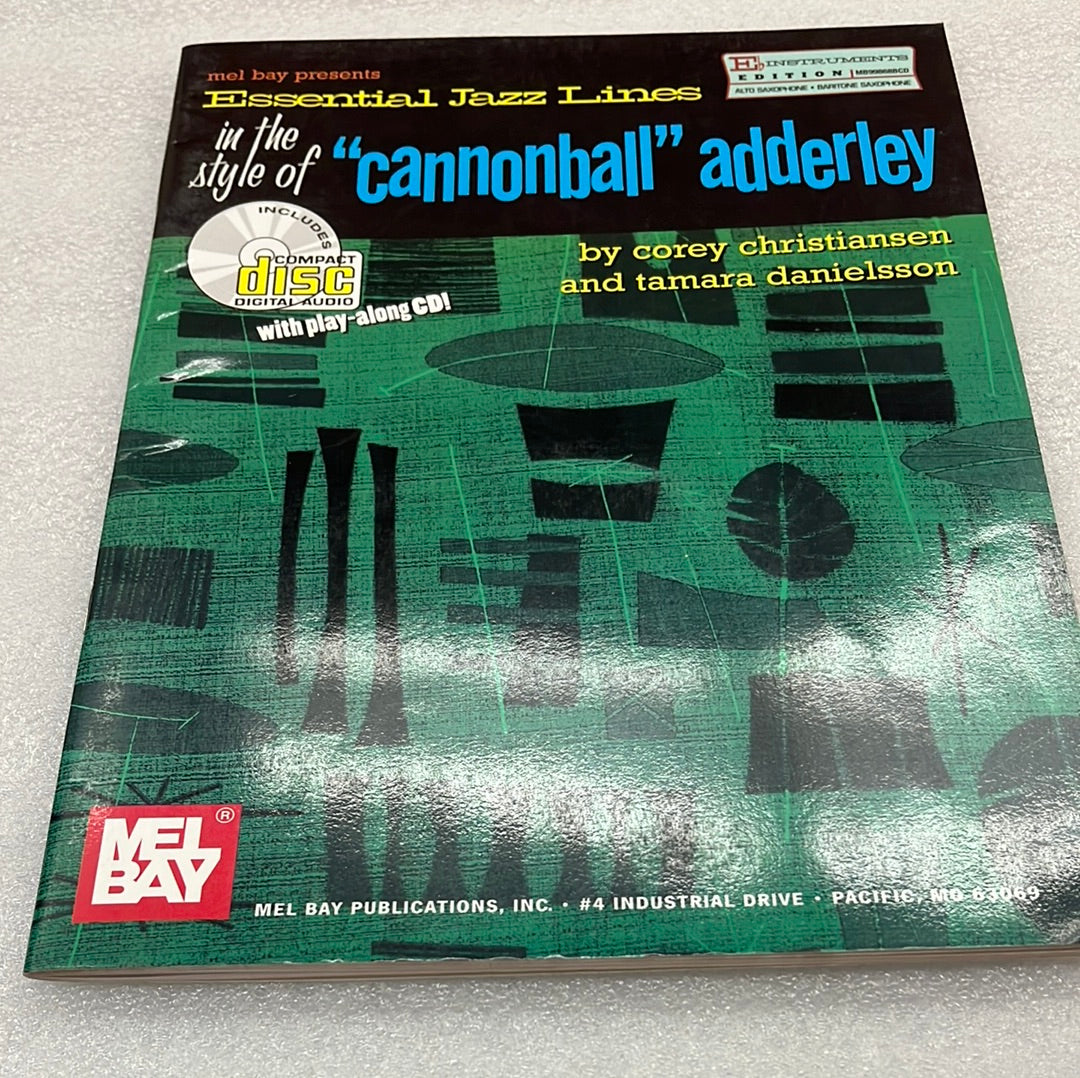 mel bay presents
Essential Jazz Lines
in the
style of "cannonball" adderley
Eb INSTRUMENTS
EDITION | MB99868BCD
ALTO SAXOPHONE • BARITONE SAXOPHONE
INCLUDES
COMPACT
disc
DIGITAL AUDIO
with play-along CD!
by corey christiansen
and tamara danielsson
MEL
BAY ®
MEL BAY PUBLICATIONS, INC. • #4 INDUSTRIAL DRIVE • PACIFIC, MO 63069